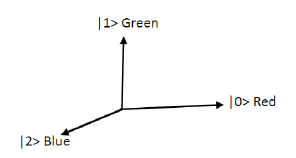 |1> Green
|0> Red
|2> Blue